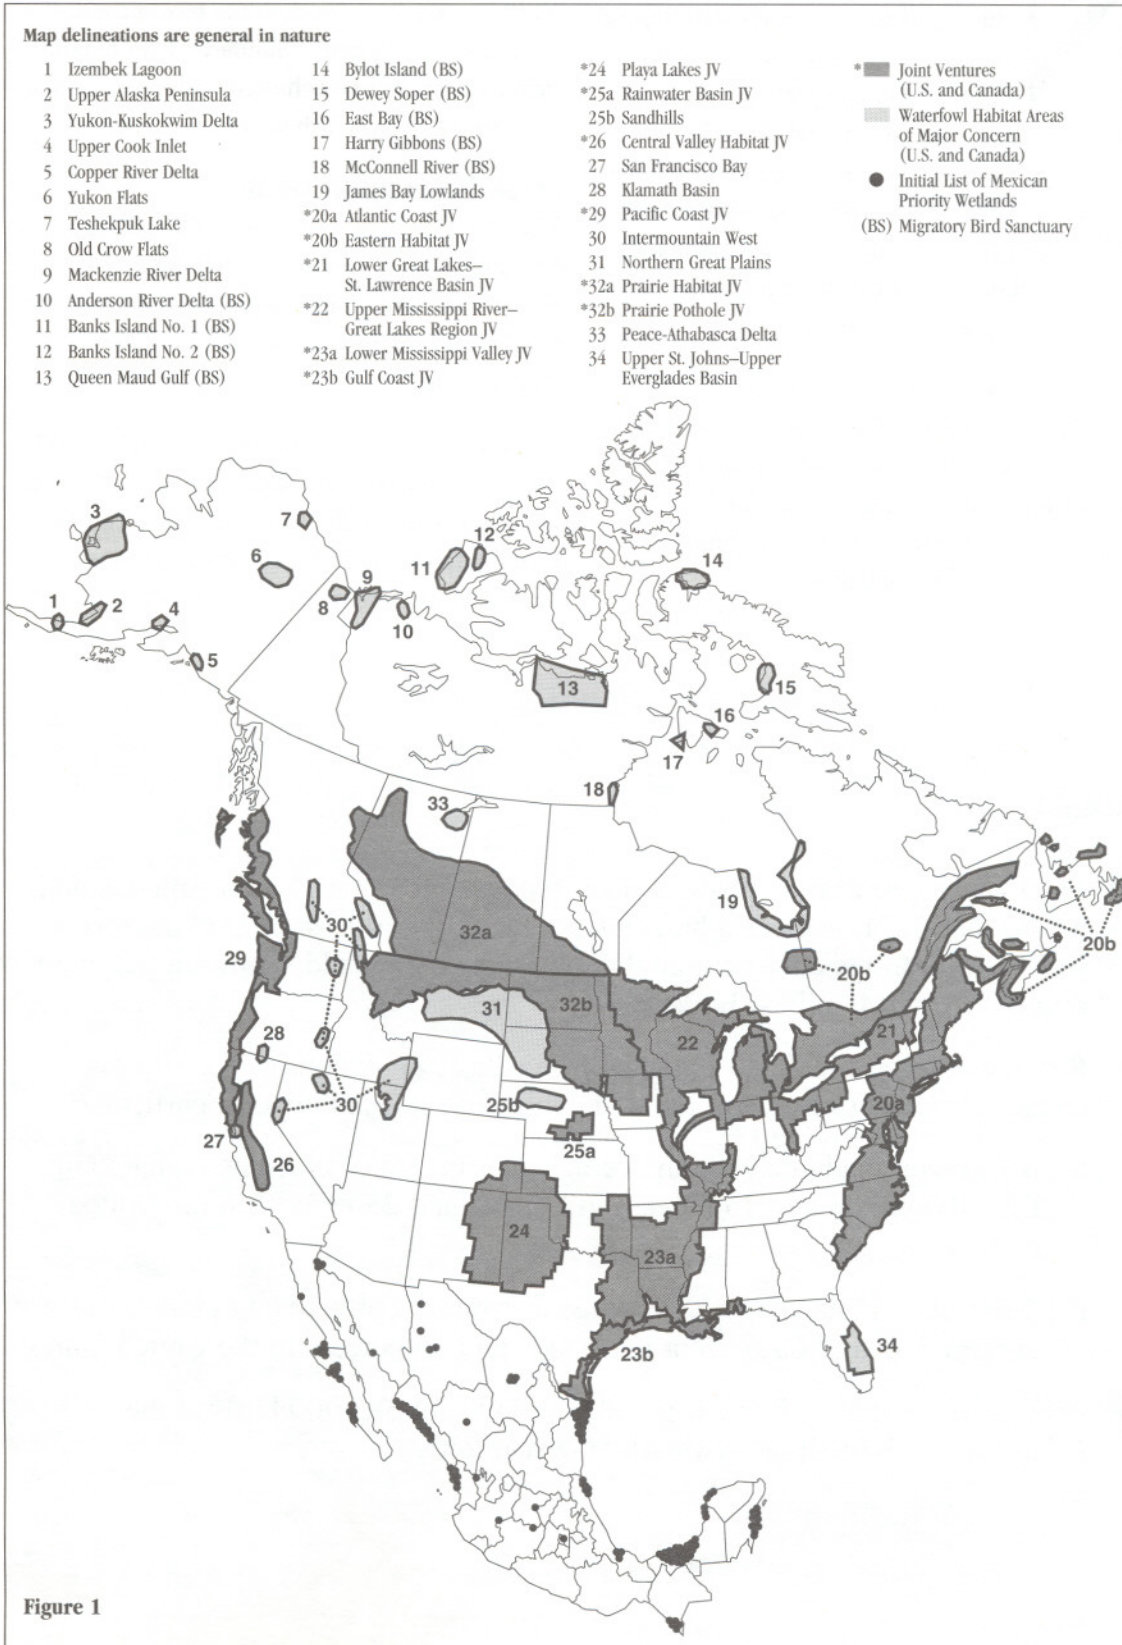 Map delineations are general in nature
1 Izembek Lagoon
2 Upper Alaska Peninsula
3 Yukon-Kuskokwim Delta
4 Upper Cook Inlet
5 Copper River Delta
6 Yukon Flats
7 Teshekpuk Lake
8 Old Crow Flats
9 Mackenzie River Delta
10 Anderson River Delta (BS)
11 Banks Island No. 1 (BS)
12 Banks Island No. 2 (BS)
13 Queen Maud Gulf (BS)
14 Bylot Island (BS)
15 Dewey Soper (BS)
16 East Bay (BS)
17 Harry Gibbons (BS)
18 McConnell River (BS)
19 James Bay Lowlands
*20a Atlantic Coast JV
*20b Eastern Habitat JV
*21 Lower Great Lakes–
St. Lawrence Basin JV
*22 Upper Mississippi River–
Great Lakes Region JV
*23a Lower Mississippi Valley JV
*23b Gulf Coast JV
*24 Playa Lakes JV
*25a Rainwater Basin JV
25b Sandhills
*26 Central Valley Habitat JV
27 San Francisco Bay
28 Klamath Basin
*29 Pacific Coast JV
30 Intermountain West
31 Northern Great Plains
*32a Prairie Habitat JV
*32b Prairie Pothole JV
33 Peace-Athabasca Delta
34 Upper St. Johns–Upper
Everglades Basin
* Joint Ventures
(U.S. and Canada)
Waterfowl Habitat Areas
of Major Concern
(U.S. and Canada)
Initial List of Mexican
Priority Wetlands
(BS) Migratory Bird Sanctuary
3
7
12
11
14
6
9
8
10
1
2
4
5
13
15
16
17
18
33
19
30
32a
20b
29
20b
31
32b
28
22
21
30
25b
20a
27
25a
26
24
23a
34
23b
Figure 1